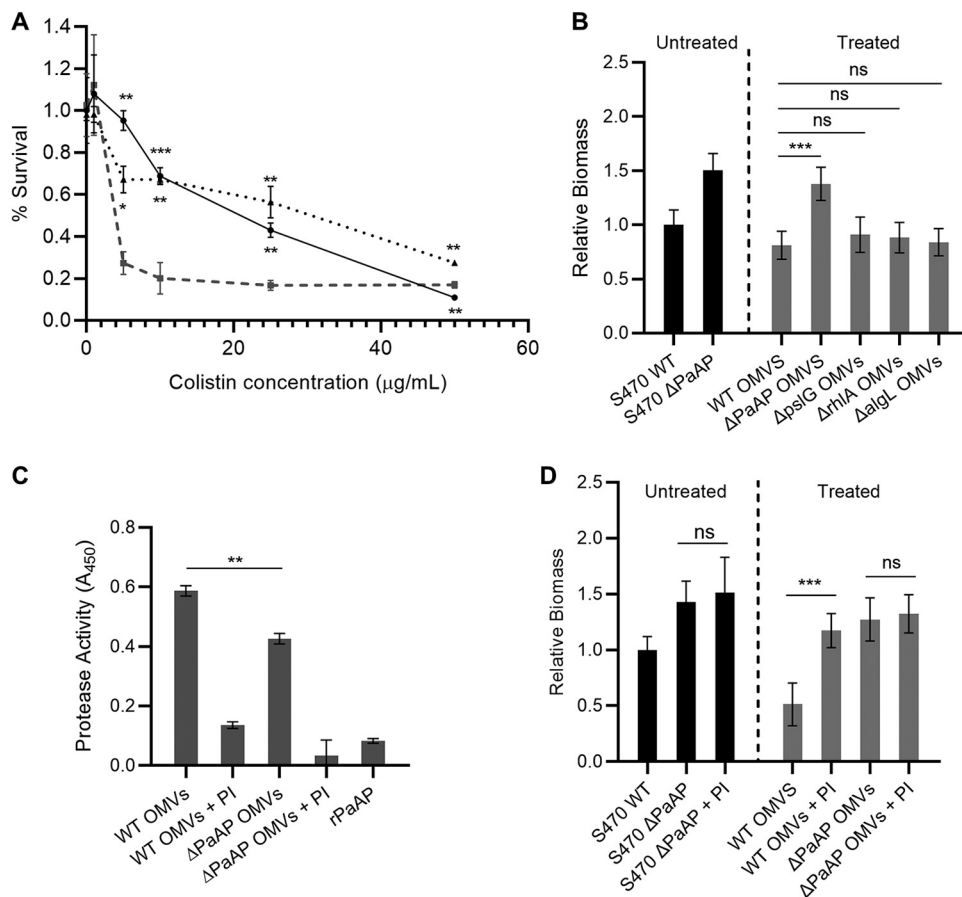 A
% Survival
1.4
1.2
1.0
0.8
0.6
0.4
0.2
0.0
**
***
**
*
**
**
**
**
0
20
40
60
Colistin concentration (μg/mL)
B
Untreated
Treated
Relative Biomass
2.5
2.0
1.5
1.0
0.5
0.0
ns
ns
ns
***
S470 WT
S470 ΔPaAP
WT OMVS
ΔPaAP OMVS
ΔpslG OMVs
ΔrhlA OMVs
ΔalgL OMVs
C
Protease Activity (A450)
0.8
0.6
0.4
0.2
0.0
**
WT OMVs
WT OMVs + PI
ΔPaAP OMVs
ΔPaAP OMVs + PI
rPaAP
D
Untreated
Treated
Relative Biomass
2.5
2.0
1.5
1.0
0.5
0.0
ns
***
ns
S470 WT
S470 ΔPaAP
S470 ΔPaAP + PI
WT OMVS
WT OMVs + PI
ΔPaAP OMVs
ΔPaAP OMVs + PI